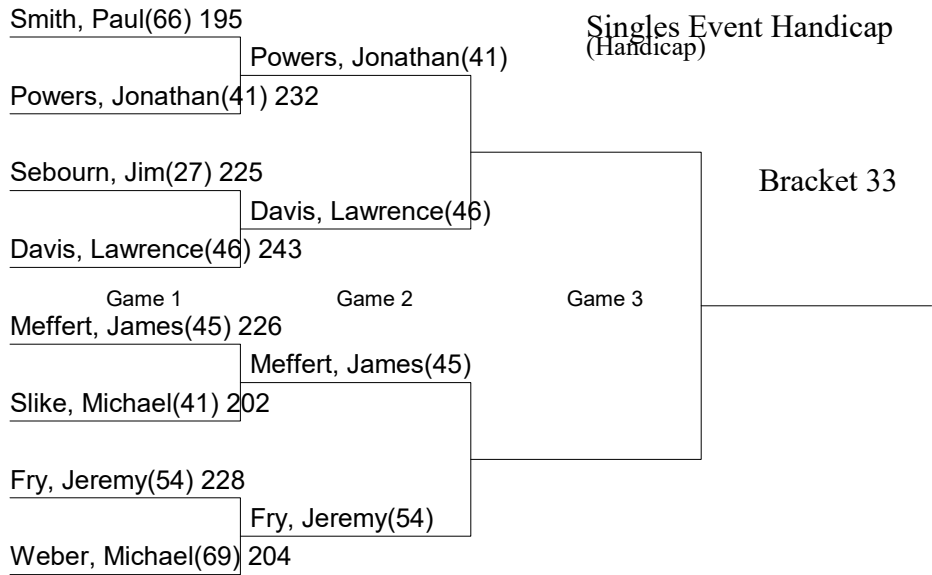 Smith, Paul(66) 195
Singles Event Handicap
(Handicap)
Powers, Jonathan(41)
Powers, Jonathan(41) 232
Sebourn, Jim(27) 225
Bracket 33
Davis, Lawrence(46)
Davis, Lawrence(46) 243
Game 1
Game 2
Game 3
Meffert, James(45) 226
Meffert, James(45)
Slike, Michael(41) 202
Fry, Jeremy(54) 228
Fry, Jeremy(54)
Weber, Michael(69) 204